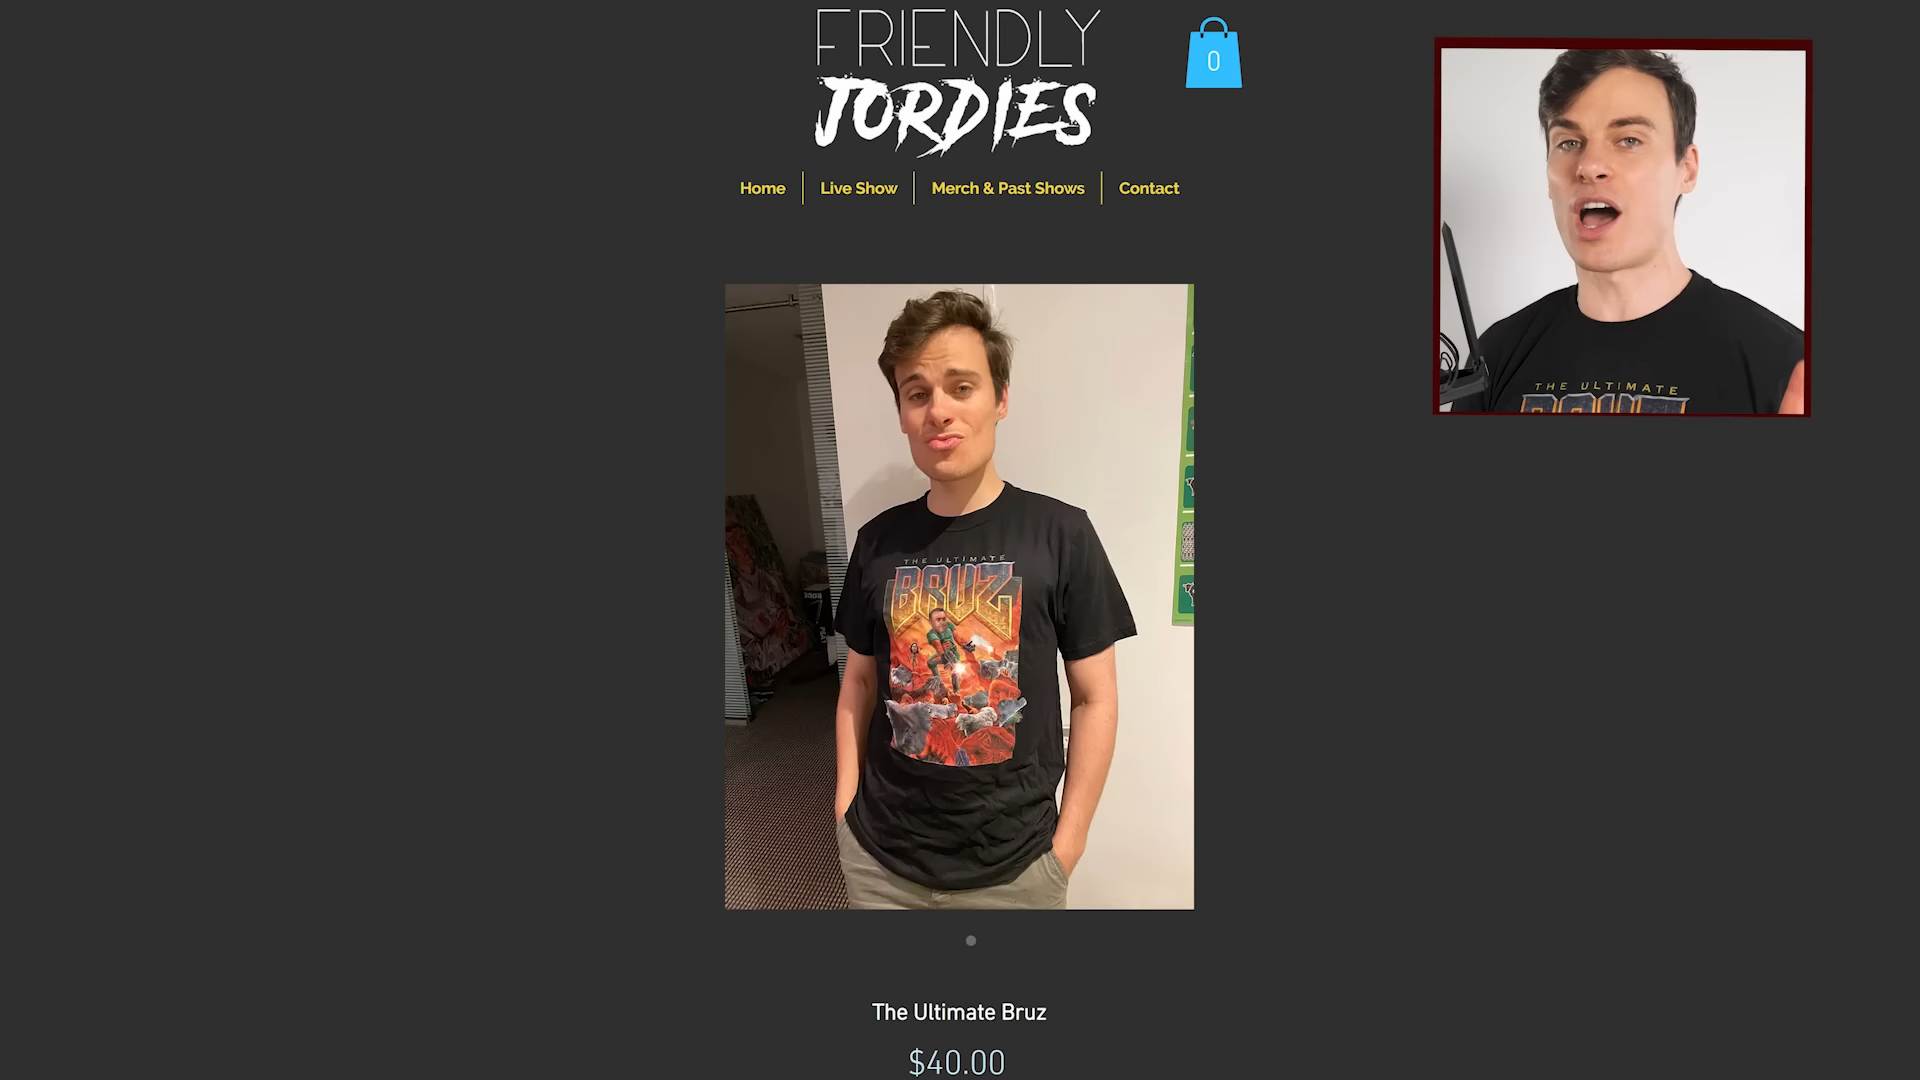 FRIENDLY
JORDIES
0
Home
Live Show
Merch & Past Shows
Contact
THE ULTIMATE
THE ULTIMATE
BRUZ
The Ultimate Bruz
$40.00